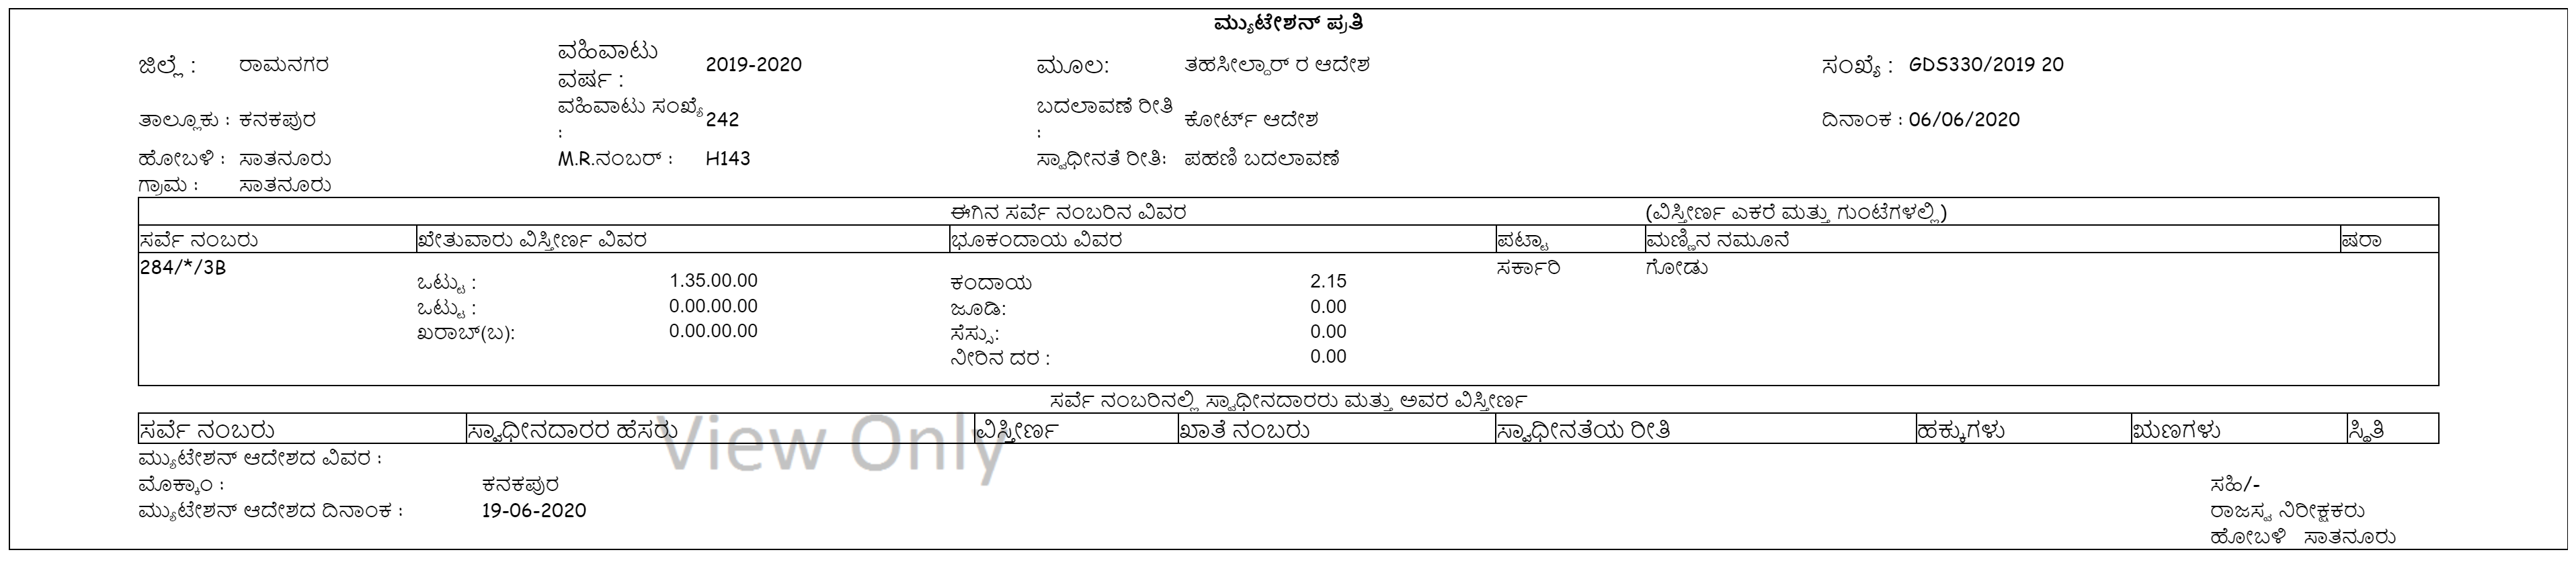 ಮ್ಯುಟೇಶನ್ ಪ್ರತಿ
ಜಿಲ್ಲೆ : ರಾಮನಗರ ವಹಿವಾಟು ವರ್ಷ : 2019-2020 ಮೂಲ: ತಹಸೀಲ್ದಾರ್ ರ ಆದೇಶ ಸಂಖ್ಯೆ : GDS330/2019 20
ತಾಲ್ಲೂಕು : ಕನಕಪುರ ವಹಿವಾಟು ಸಂಖ್ಯೆ : 242 ಬದಲಾವಣೆ ರೀತಿ : ಕೋರ್ಟ್ ಆದೇಶ ದಿನಾಂಕ : 06/06/2020
ಹೋಬಳಿ : ಸಾತನೂರು M.R.ನಂಬರ್ : H143 ಸ್ವಾಧೀನತೆ ರೀತಿ: ಪಹಣಿ ಬದಲಾವಣೆ
ಗ್ರಾಮ : ಸಾತನೂರು
ಈಗಿನ ಸರ್ವೆ ನಂಬರಿನ ವಿವರ (ವಿಸ್ತೀರ್ಣ ಎಕರೆ ಮತ್ತು ಗುಂಟೆಗಳಲ್ಲಿ)
ಸರ್ವೆ ನಂಬರು ಖೇತುವಾರು ವಿಸ್ತೀರ್ಣ ವಿವರ ಭೂಕಂದಾಯ ವಿವರ ಪಟ್ಟಾ ಮಣ್ಣಿನ ನಮೂನೆ ಷರಾ
284/*/3B ಸರ್ಕಾರಿ ಗೋಡು
ಒಟ್ಟು : 1.35.00.00 ಕಂದಾಯ 2.15
ಒಟ್ಟು : 0.00.00.00 ಜೂಡಿ: 0.00
ಖರಾಬ್(ಬ): 0.00.00.00 ಸೆಸ್ಸು: 0.00
ನೀರಿನ ದರ : 0.00
ಸರ್ವೆ ನಂಬರಿನಲ್ಲಿ ಸ್ವಾಧೀನದಾರರು ಮತ್ತು ಅವರ ವಿಸ್ತೀರ್ಣ
ಸರ್ವೆ ನಂಬರು ಸ್ವಾಧೀನದಾರರ ಹೆಸರು ವಿಸ್ತೀರ್ಣ ಖಾತೆ ನಂಬರು ಸ್ವಾಧೀನತೆಯ ರೀತಿ ಹಕ್ಕುಗಳು ಋಣಗಳು ಸ್ಥಿತಿ
View Only
ಮ್ಯುಟೇಶನ್ ಆದೇಶದ ವಿವರ :
ಮೊಕ್ಕಾಂ : ಕನಕಪುರ ಸಹಿ/-
ಮ್ಯುಟೇಶನ್ ಆದೇಶದ ದಿನಾಂಕ : 19-06-2020 ರಾಜಸ್ವ ನಿರೀಕ್ಷಕರು
ಹೋಬಳಿ ಸಾತನೂರು